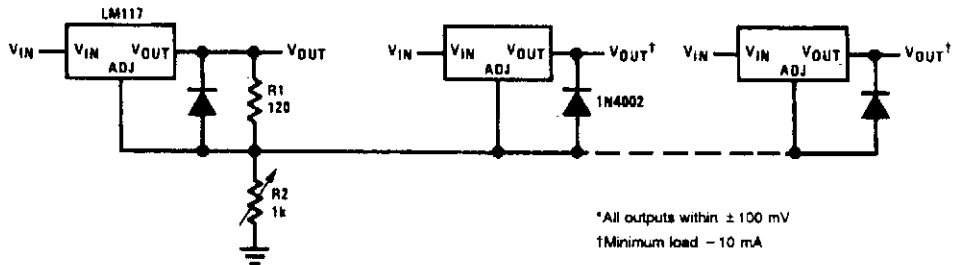 LM117
VIN VIN VOUT VOUT
ADJ
R1
120
R2
1k
VIN VIN VOUT VOUT†
ADJ
1N4002
VIN VIN VOUT VOUT†
ADJ
*All outputs within ± 100 mV
†Minimum load – 10 mA